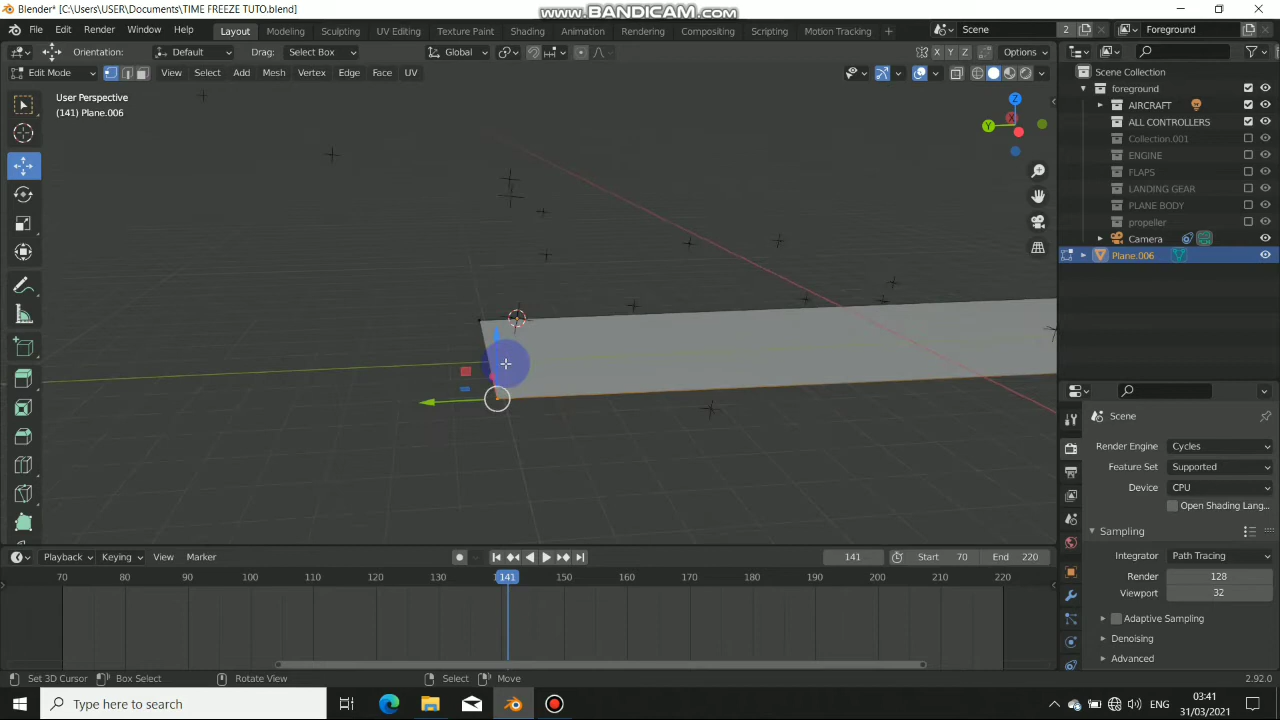 Blender* [C:\Users\USER\Documents\TIME FREEZE TUTO.blend]
www.BANDICAM.com
File Edit Render Window Help
Layout Modeling Sculpting UV Editing Texture Paint Shading Animation Rendering Compositing Scripting Motion Tracking
Scene 2
Foreground
Orientation: Default Drag: Select Box Global X Y Z Options
Edit Mode View Select Add Mesh Vertex Edge Face UV
User Perspective
(141) Plane.006
Z
Y
X
Scene Collection
foreground
AIRCRAFT
ALL CONTROLLERS
Collection.001
ENGINE
FLAPS
LANDING GEAR
PLANE BODY
propeller
Camera
Plane.006
Scene
Render Engine Cycles
Feature Set Supported
Device CPU
Open Shading Lang...
Sampling
Integrator Path Tracing
Render 128
Viewport 32
Adaptive Sampling
Denoising
Advanced
Playback Keying View Marker 141 Start 70 End 220
70 80 90 100 110 120 130 141 150 160 170 180 190 200 210 220
Set 3D Cursor Box Select Rotate View Select Move 2.92.0
Type here to search
03:41
31/03/2021